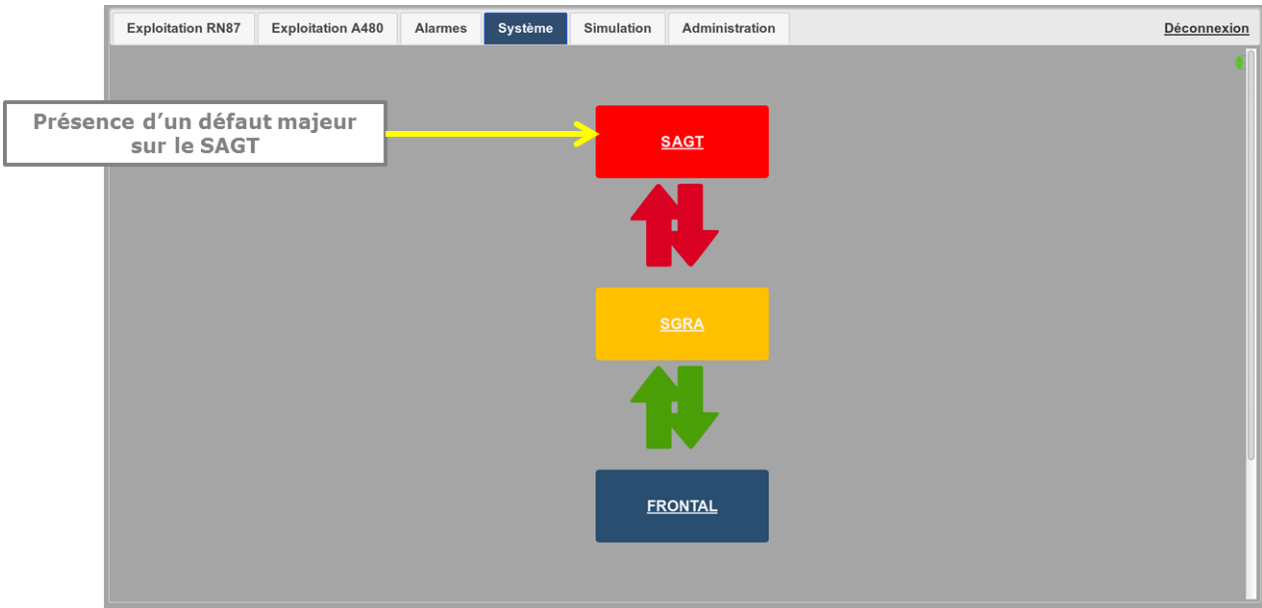 Exploitation RN87 Exploitation A480 Alarmes Système Simulation Administration Déconnexion
Présence d’un défaut majeur
sur le SAGT
SAGT
SGRA
FRONTAL